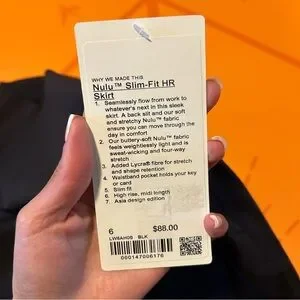 WHY WE MADE THIS
Nulu™ Slim-Fit HR
Skirt
1. Seamlessly flow from work to
whatever's next in this sleek
skirt. A back slit and our soft
and stretchy Nulu™ fabric
ensure you can move through the
day in comfort
2. Our buttery-soft Nulu™ fabric
feels weightlessly light and is
sweat-wicking and four-way
stretch
3. Added Lycra® fibre for stretch
and shape retention
4. Waistband pocket holds your key
or card
5. Slim fit
6. High rise, midi length
7. Asia design edition
6 $88.00
LW8AHDS BLK
000147006176